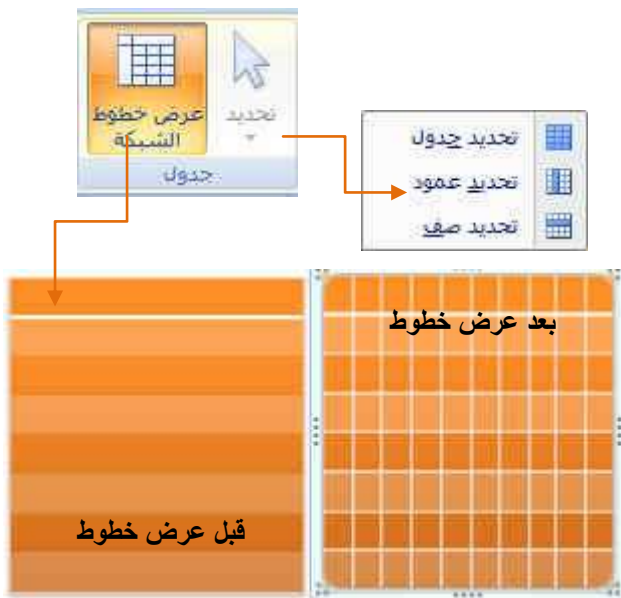 تحديد
عرض خطوط
الشبكة
جدول
تحديد جدول
تحديد عمود
تحديد صف
بعد عرض خطوط
قبل عرض خطوط